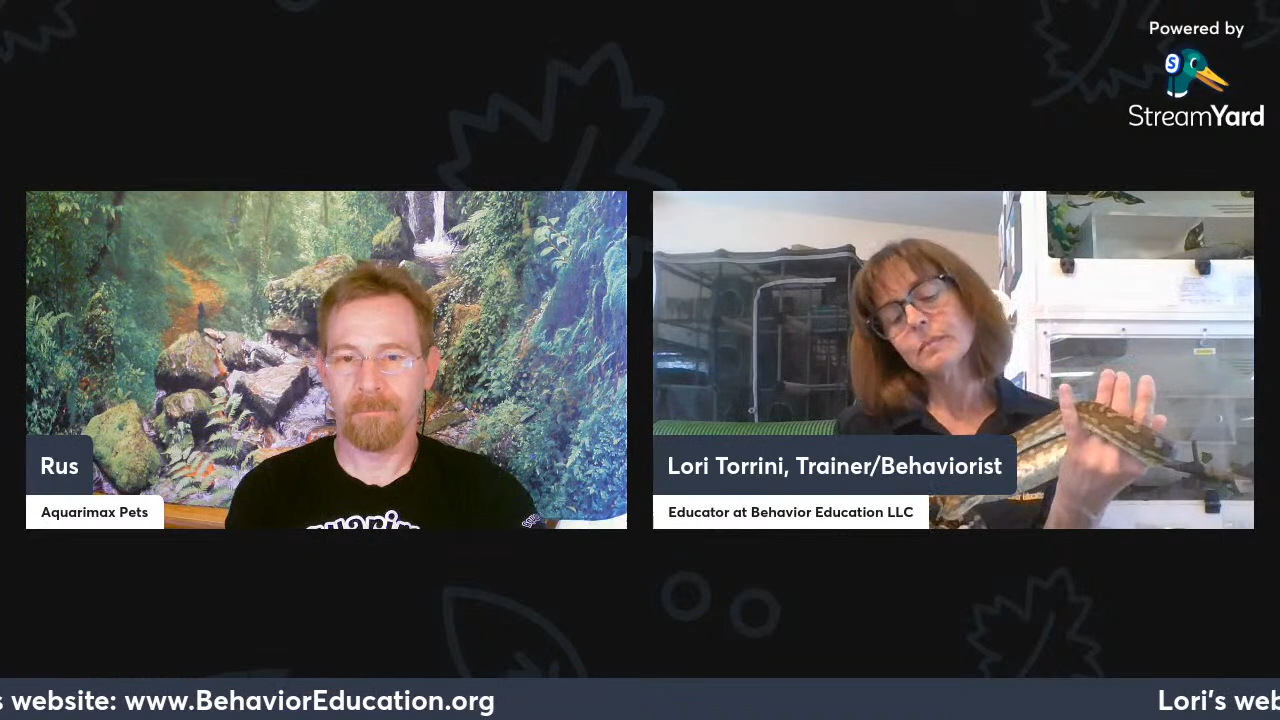 Powered by
StreamYard
Rus
Aquarimax Pets
Lori Torrini, Trainer/Behaviorist
Educator at Behavior Education LLC
s website: www.BehaviorEducation.org
Lori's web